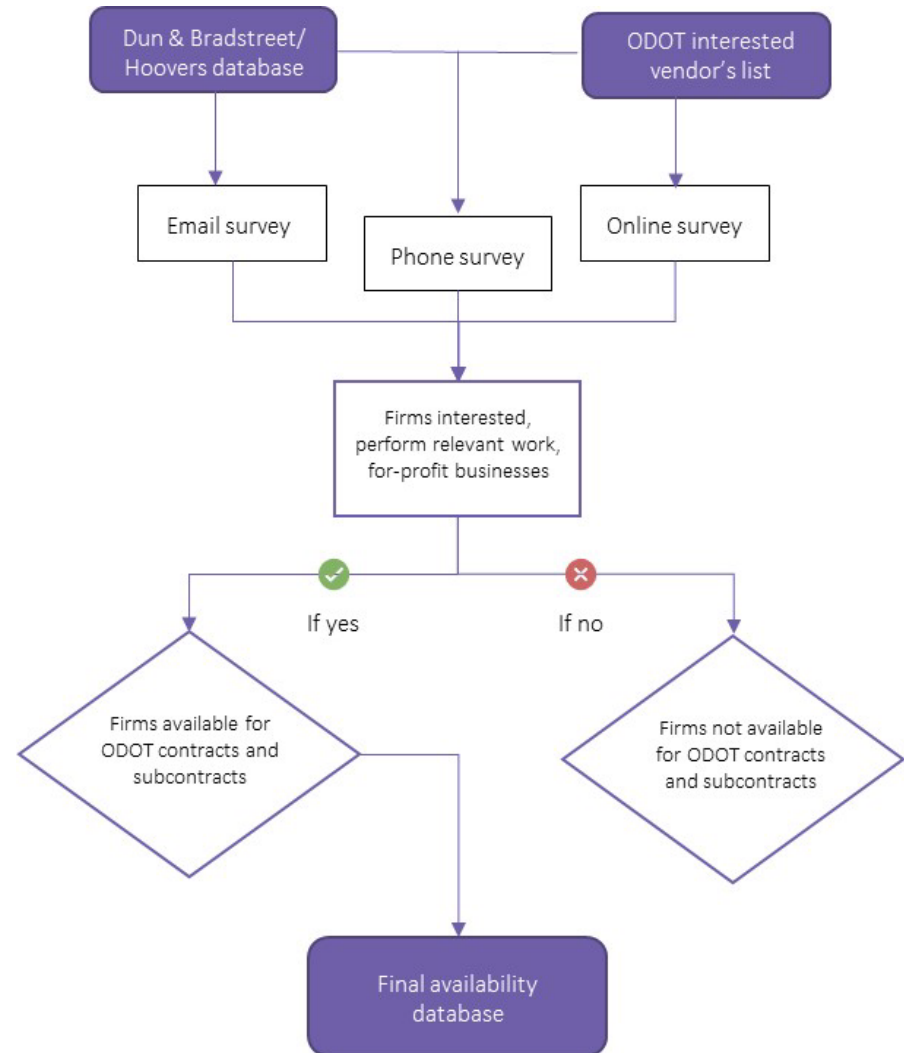 Dun & Bradstreet/
Hoovers database
ODOT interested
vendor's list
Email survey
Phone survey
Online survey
Firms interested,
perform relevant work,
for-profit businesses
If yes
If no
Firms available for
ODOT contracts and
subcontracts
Firms not available
for ODOT contracts
and subcontracts
Final availability
database